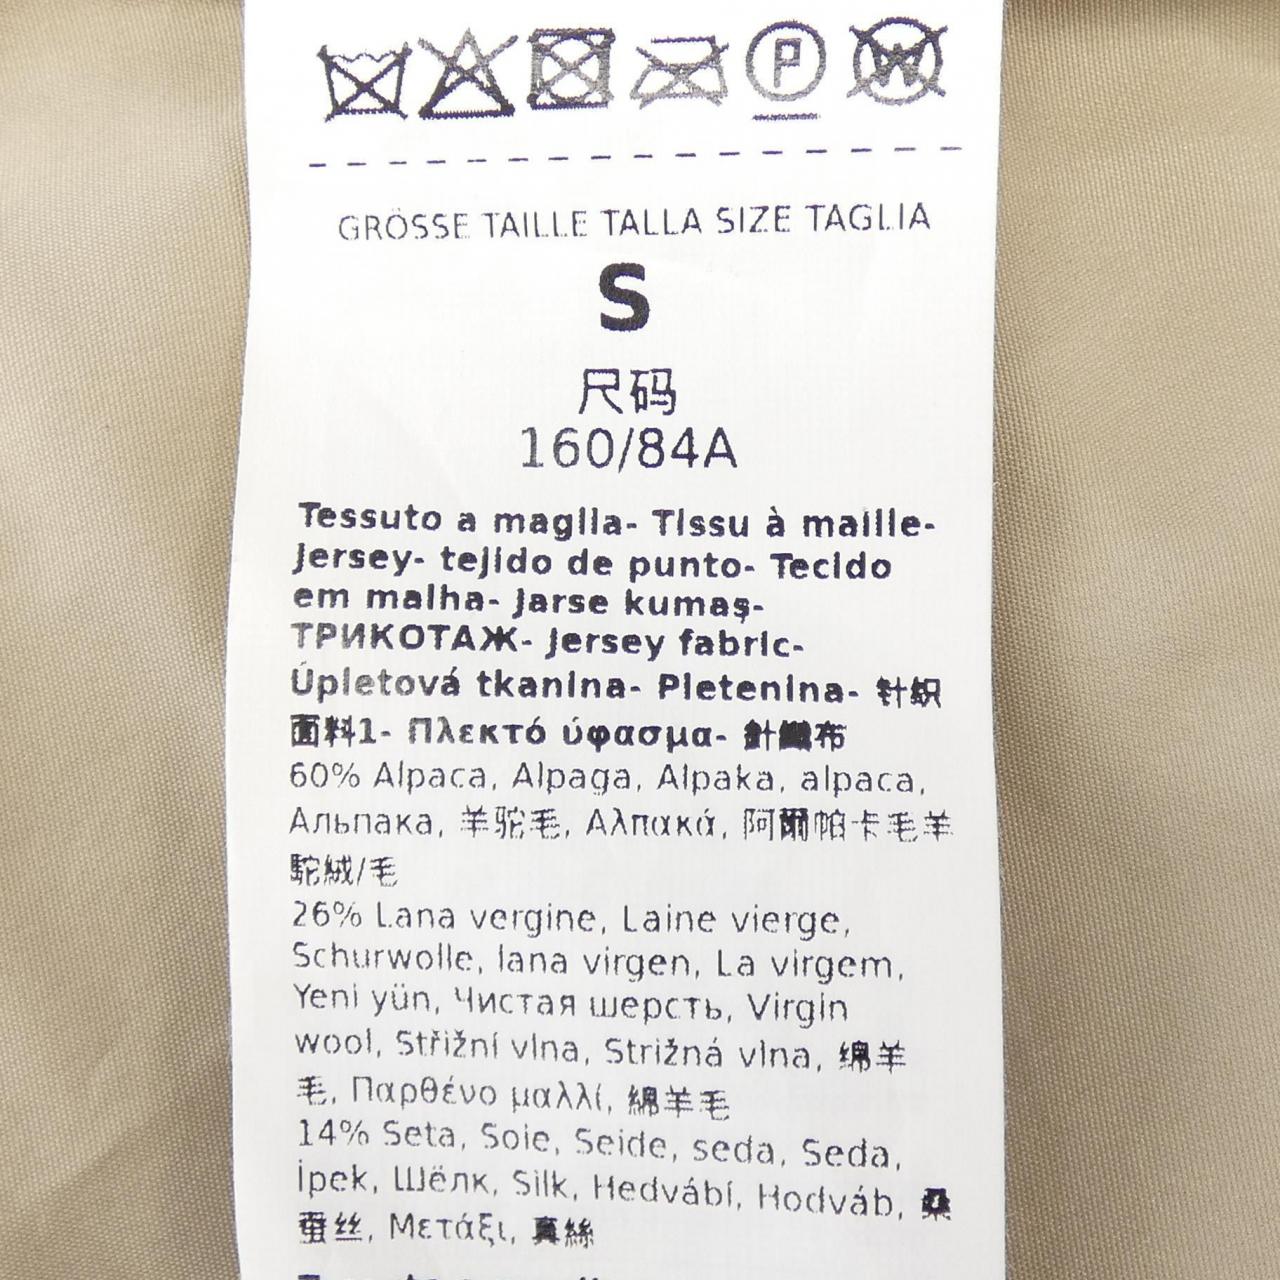 P W
GRÖSSE TAILLE TALLA SIZE TAGLIA
S
尺码
160/84A
Tessuto a maglia- Tissu à maille-
Jersey- tejido de punto- Tecido
em malha- Jarse kumaş-
ТРИКОТАЖ- Jersey fabric-
Úpletová tkanina- Pletenina- 针织
面料1- Πλεκτό ύφασμα- 針織布
60% Alpaca, Alpaga, Alpaka, alpaca,
Альпака, 羊驼毛, Αλπακά, 阿爾帕卡毛羊
駝絨/毛
26% Lana vergine, Laine vierge,
Schurwolle, lana virgen, La virgem,
Yeni yün, Чистая шерсть, Virgin
wool, Střižní vlna, Strižná vlna, 绵羊
毛, Παρθένο μαλλί, 綿羊毛
14% Seta, Soie, Seide, seda, Seda,
İpek, Шёлк, Silk, Hedvábí, Hodváb, 桑
蚕丝, Μετάξι, 真絲